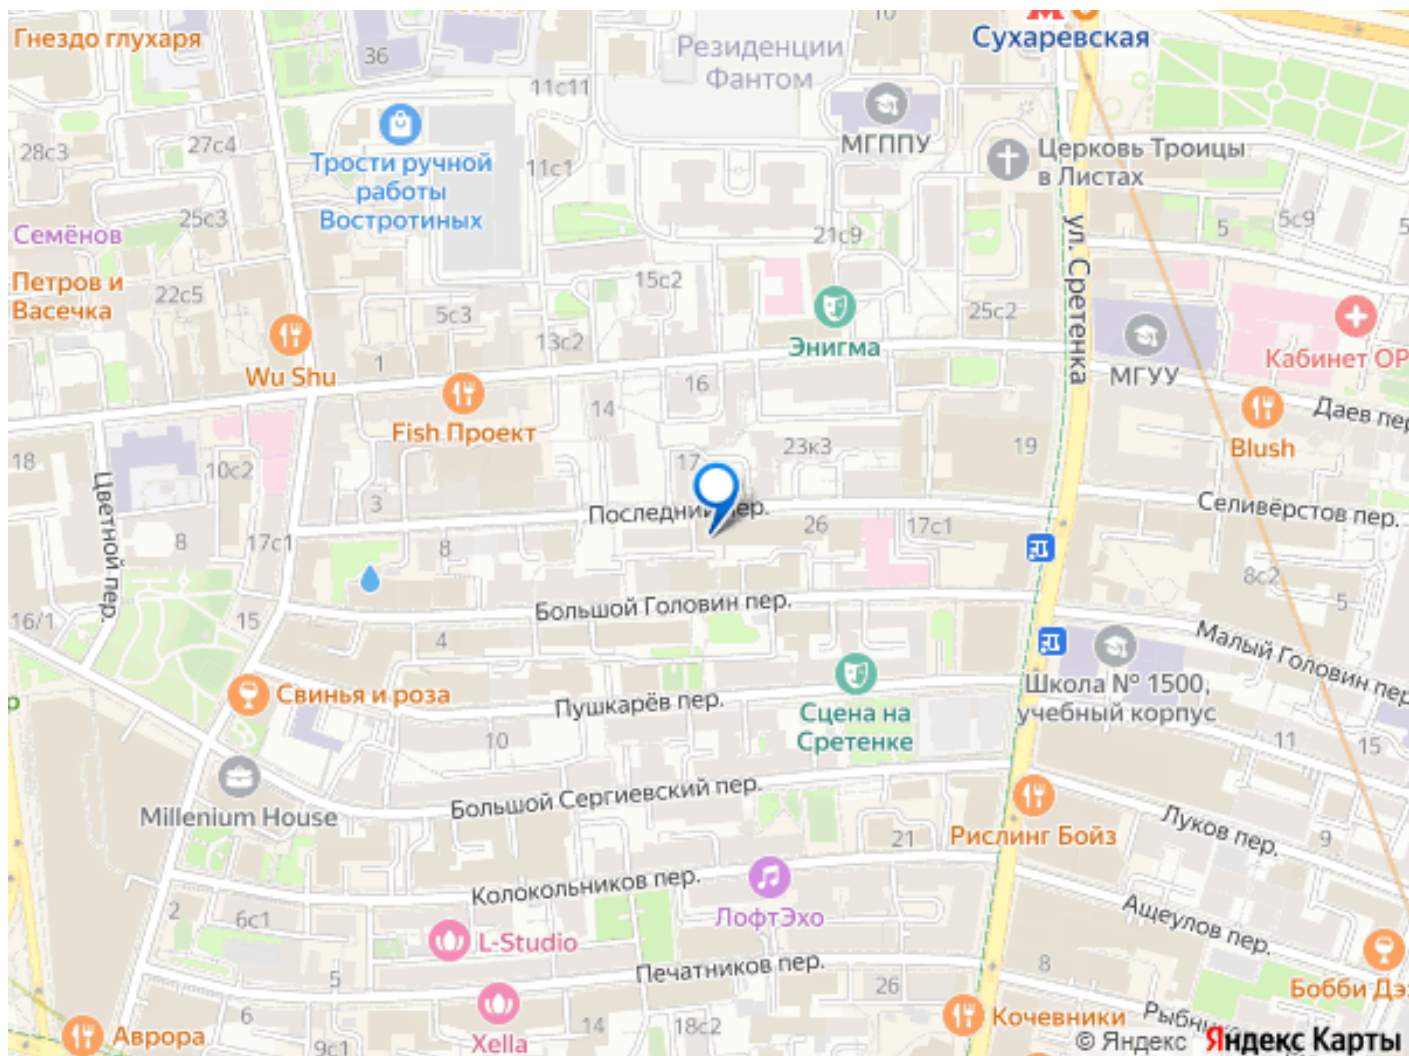 10
Гнездо глухаря
36
Резиденции
Фантом
Сухаревская
11с11
28с3
27с4
Трости ручной
работы
Востротиных
11с1
МГППУ
Церковь Троицы
в Листах
25с3
Семёнов
21с9
5
5с9
5
ул. Сретенка
Петров и
Васечка
22с5
15с2
5с3
13с2
25с2
Энигма
Кабинет ОР
МГУУ
Wu Shu
1
16
14
Fish Проект
Даев пер
Blush
18
10с2
17
23к3
19
Цветной пер.
3
Последний пер.
Селивёрстов пер.
8
17с1
8
26
17с1
8с2
5
16/1
15
Большой Головин пер.
4
Малый Головин пер
Школа № 1500,
учебный корпус
Свинья и роза
Пушкарёв пер.
Сцена на
Сретенке
10
11
15
Millenium House
Большой Сергиевский пер.
Рислинг Бойз
Луков пер.
21
9
Колокольников пер.
ЛофтЭхо
2
6с1
L-Studio
Ащеулов пер.
Печатников пер.
5
8
26
Бобби Дэ
Кочевники
Рыбни
6
14
18с2
Аврора
9с1
Xella
© Яндекс Яндекс Карты